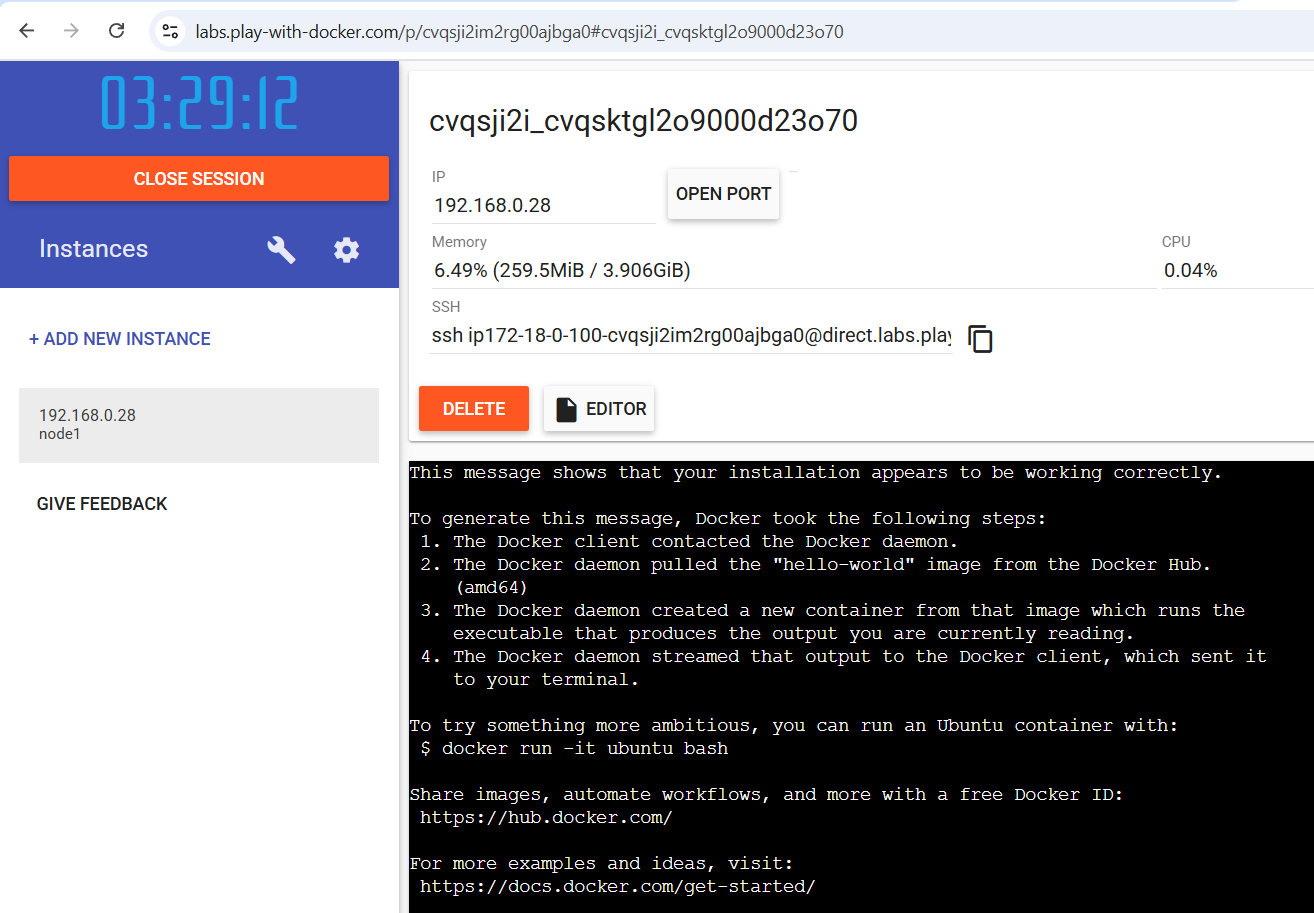 labs.play-with-docker.com/p/cvqsji2im2rg00ajbga0#cvqsji2i_cvqsktgl2o9000d23o70
03:29:12
CLOSE SESSION
Instances
+ ADD NEW INSTANCE
192.168.0.28
node1
GIVE FEEDBACK
cvqsji2i_cvqsktgl2o9000d23o70
IP
192.168.0.28
OPEN PORT
Memory
6.49% (259.5MiB / 3.906GiB)
CPU
0.04%
SSH
ssh ip172-18-0-100-cvqsji2im2rg00ajbga0@direct.labs.play
DELETE
EDITOR
This message shows that your installation appears to be working correctly.
To generate this message, Docker took the following steps:
1. The Docker client contacted the Docker daemon.
2. The Docker daemon pulled the "hello-world" image from the Docker Hub.
(amd64)
3. The Docker daemon created a new container from that image which runs the
executable that produces the output you are currently reading.
4. The Docker daemon streamed that output to the Docker client, which sent it
to your terminal.
To try something more ambitious, you can run an Ubuntu container with:
$ docker run -it ubuntu bash
Share images, automate workflows, and more with a free Docker ID:
https://hub.docker.com/
For more examples and ideas, visit:
https://docs.docker.com/get-started/